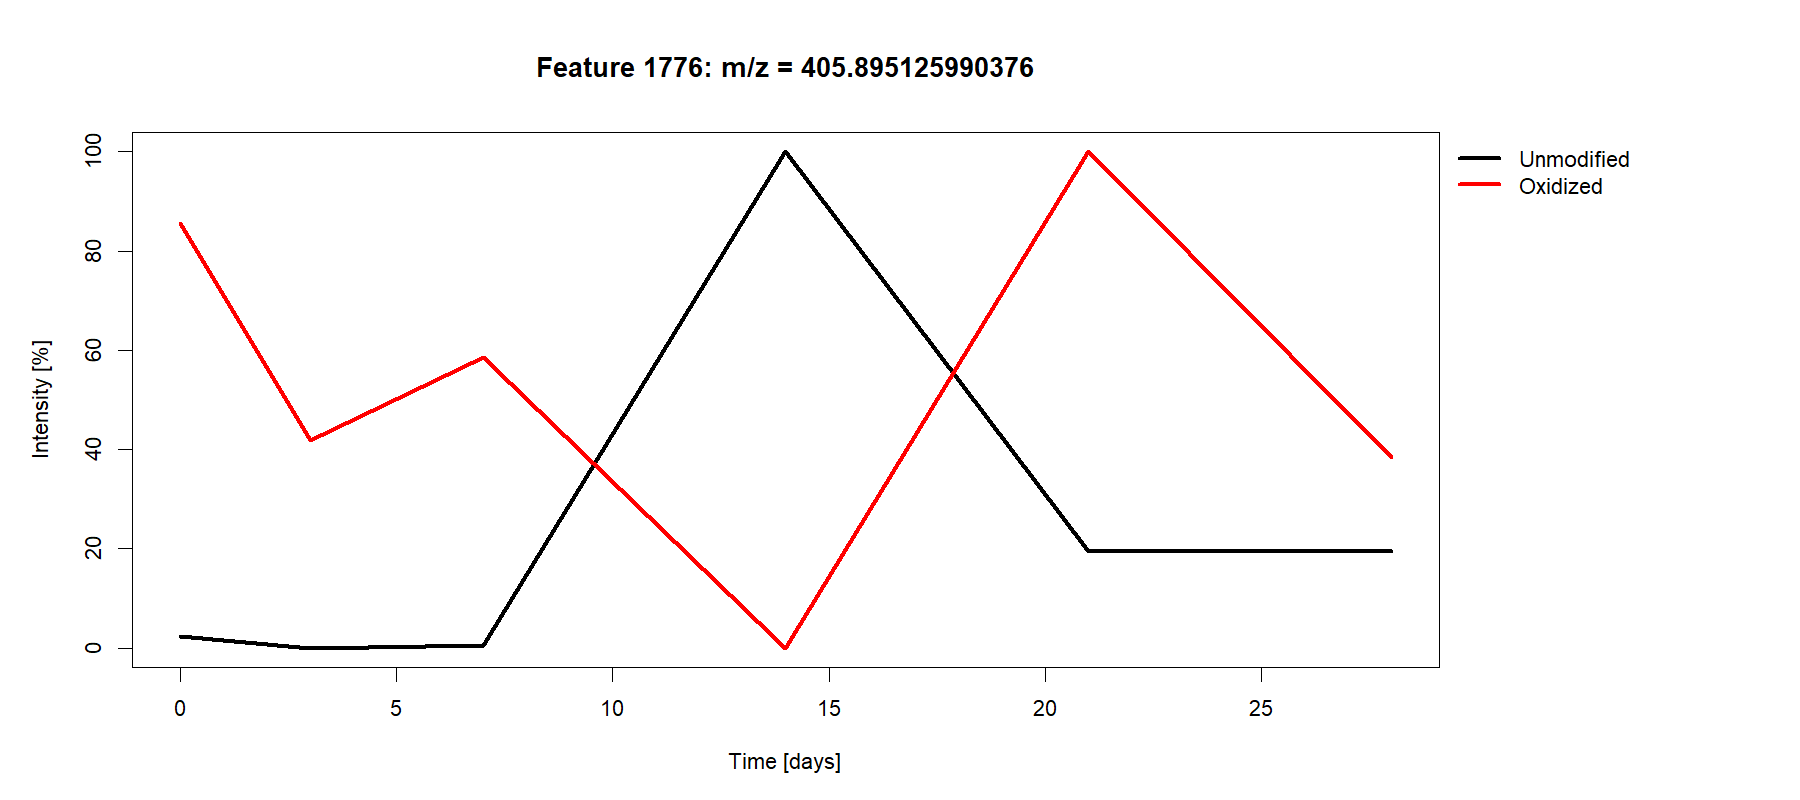 Feature 1776: m/z = 405.895125990376
Unmodified
Oxidized
Intensity [%]
100
80
60
40
20
0
0 5 10 15 20 25
Time [days]